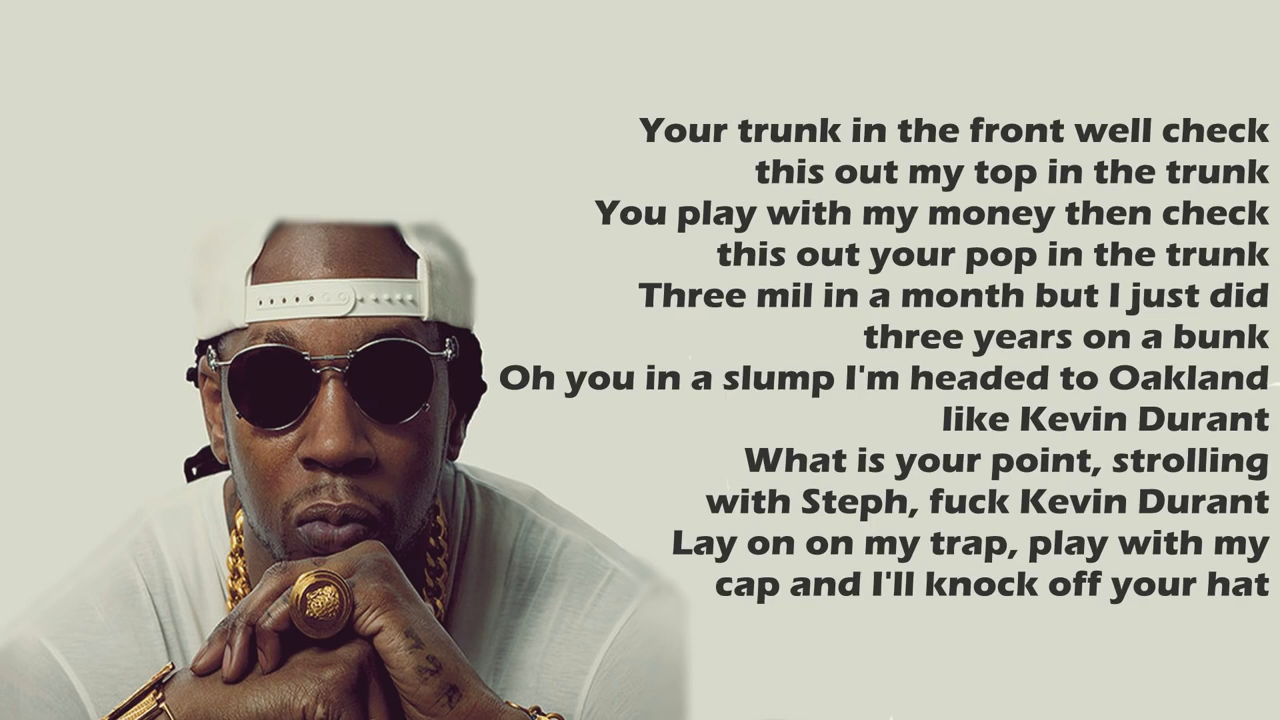 Your trunk in the front well check
this out my top in the trunk
You play with my money then check
this out your pop in the trunk
Three mil in a month but I just did
three years on a bunk
Oh you in a slump I'm headed to Oakland
like Kevin Durant
What is your point, strolling
with Steph, fuck Kevin Durant
Lay on on my trap, play with my
cap and I'll knock off your hat